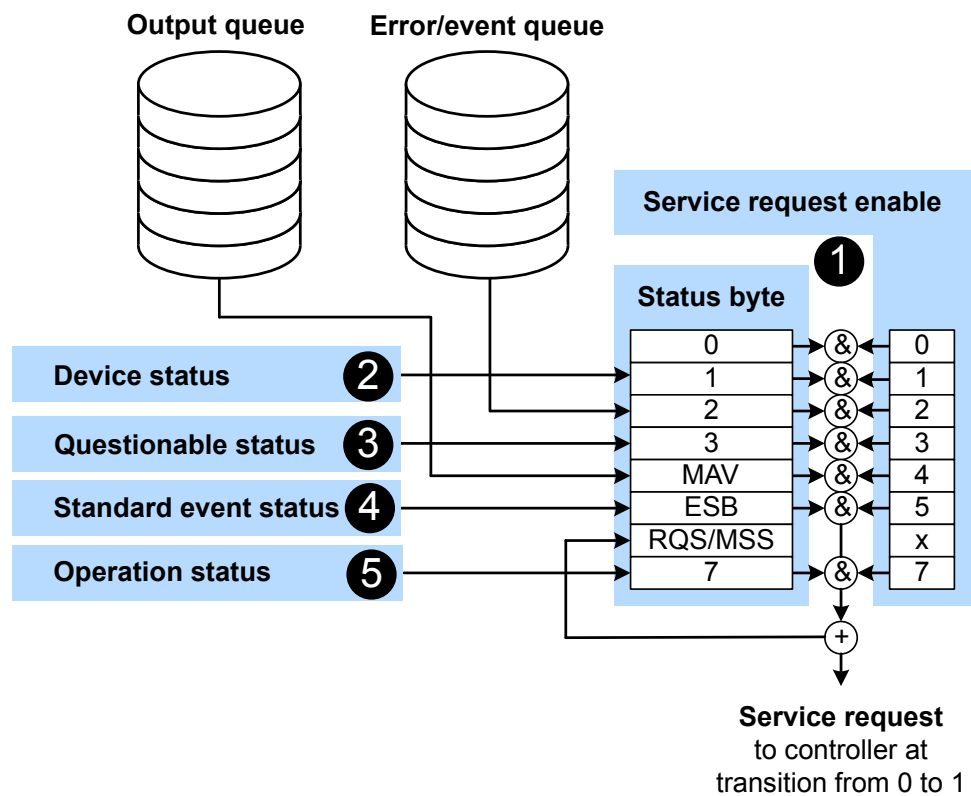 Output queue
Error/event queue
Service request enable
1
Status byte
0 & 0
Device status 2
1 & 1
2 & 2
Questionable status 3
3 & 3
MAV & 4
Standard event status 4
ESB & 5
RQS/MSS x
Operation status 5
7 & 7
+
Service request
to controller at
transition from 0 to 1